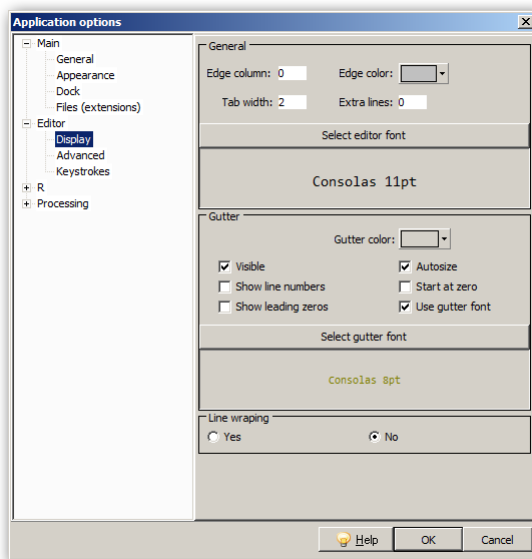 Application options
Main
General
Appearance
Dock
Files (extensions)
Editor
Display
Advanced
Keystrokes
R
Processing
General
Edge column: 0 Edge color:
Tab width: 2 Extra lines: 0
Select editor font
Consolas 11pt
Gutter
Gutter color:
Visible Autosize
Show line numbers Start at zero
Show leading zeros Use gutter font
Select gutter font
Consolas 8pt
Line wraping
Yes No
Help OK Cancel